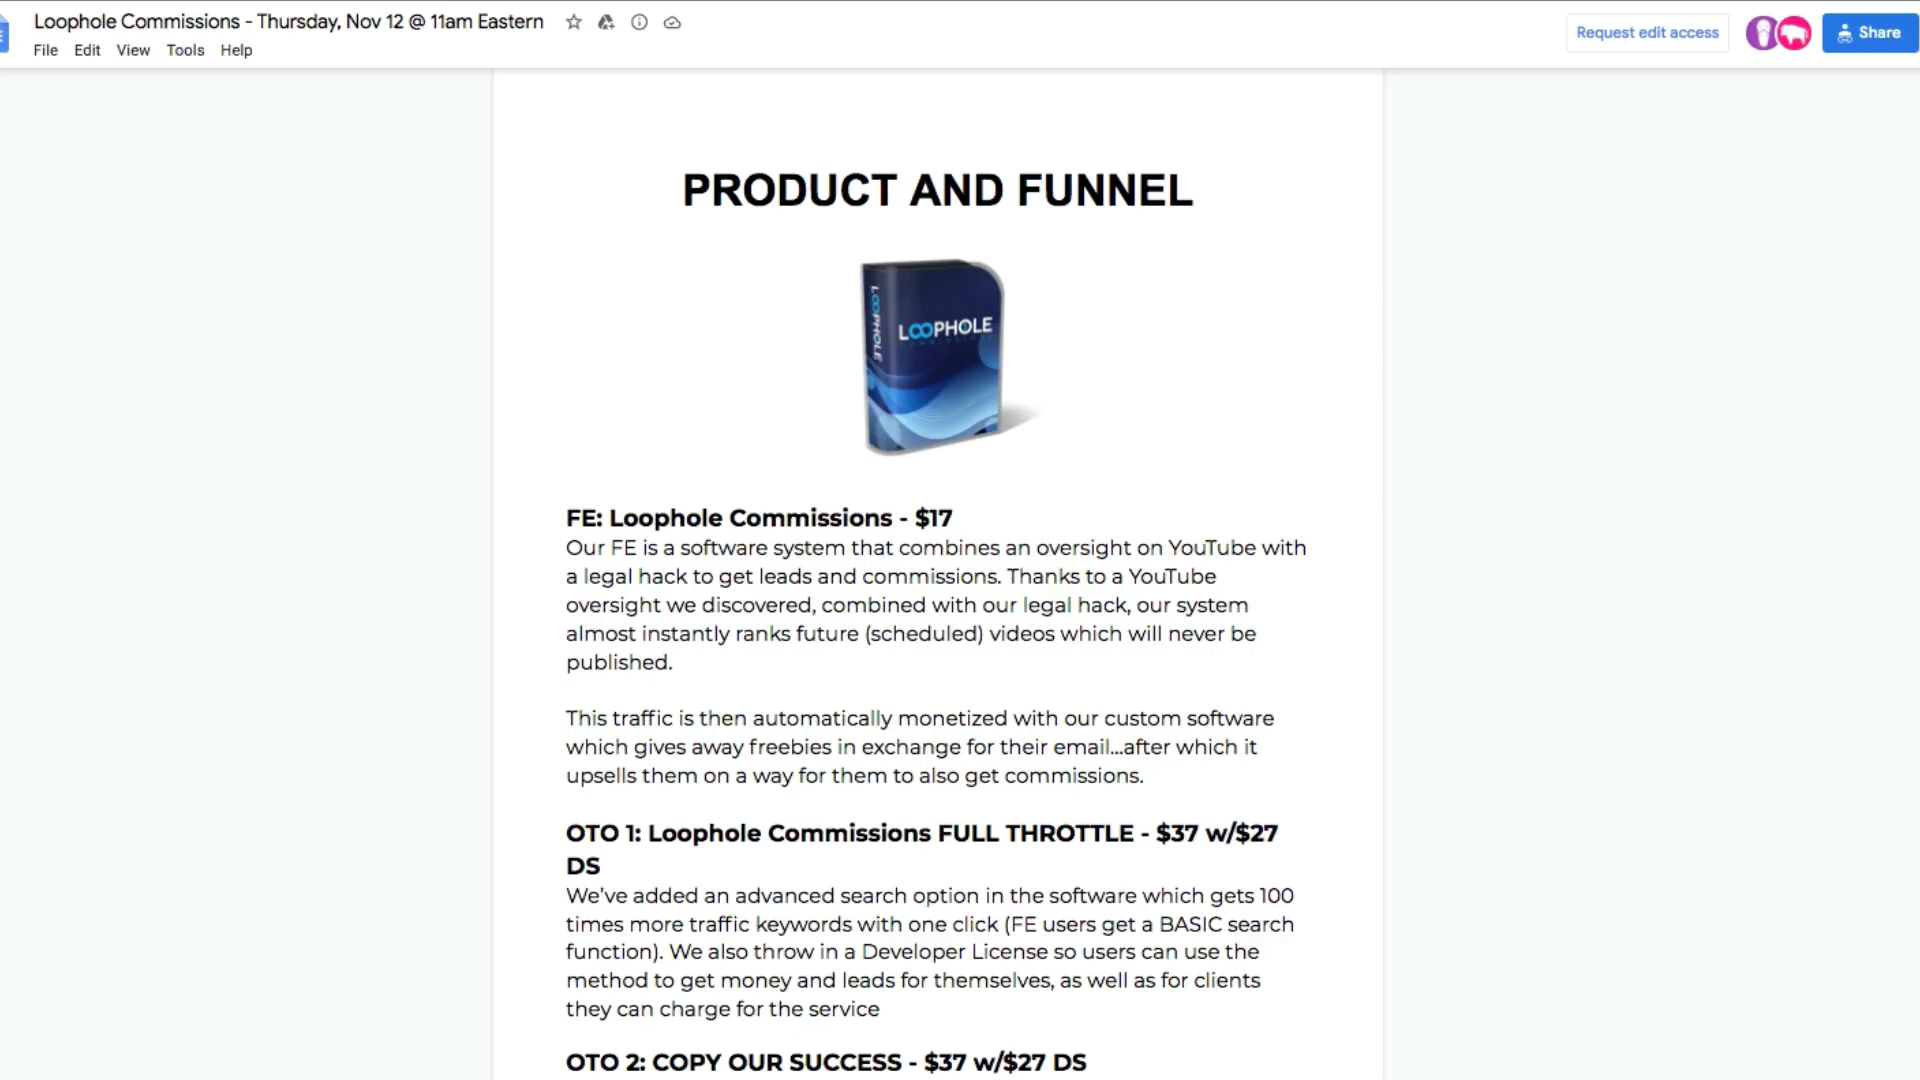 Loophole Commissions - Thursday, Nov 12 @ 11am Eastern
File Edit View Tools Help
Request edit access
Share
PRODUCT AND FUNNEL
LOOPHOLE
LOOPHOLE
FE: Loophole Commissions - $17
Our FE is a software system that combines an oversight on YouTube with
a legal hack to get leads and commissions. Thanks to a YouTube
oversight we discovered, combined with our legal hack, our system
almost instantly ranks future (scheduled) videos which will never be
published.
This traffic is then automatically monetized with our custom software
which gives away freebies in exchange for their email...after which it
upsells them on a way for them to also get commissions.
OTO 1: Loophole Commissions FULL THROTTLE - $37 w/$27
DS
We've added an advanced search option in the software which gets 100
times more traffic keywords with one click (FE users get a BASIC search
function). We also throw in a Developer License so users can use the
method to get money and leads for themselves, as well as for clients
they can charge for the service
OTO 2: COPY OUR SUCCESS - $37 w/$27 DS